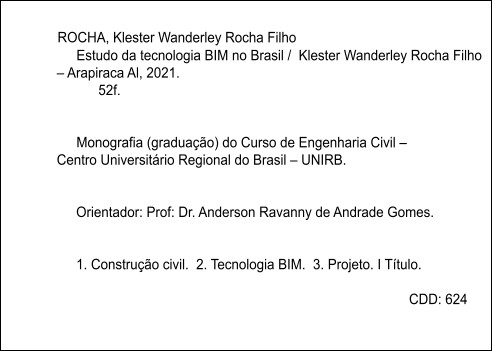 ROCHA, Klester Wanderley Rocha Filho
Estudo da tecnologia BIM no Brasil / Klester Wanderley Rocha Filho
– Arapiraca Al, 2021.
52f.
Monografia (graduação) do Curso de Engenharia Civil –
Centro Universitário Regional do Brasil – UNIRB.
Orientador: Prof: Dr. Anderson Ravanny de Andrade Gomes.
1. Construção civil. 2. Tecnologia BIM. 3. Projeto. I Título.
CDD: 624